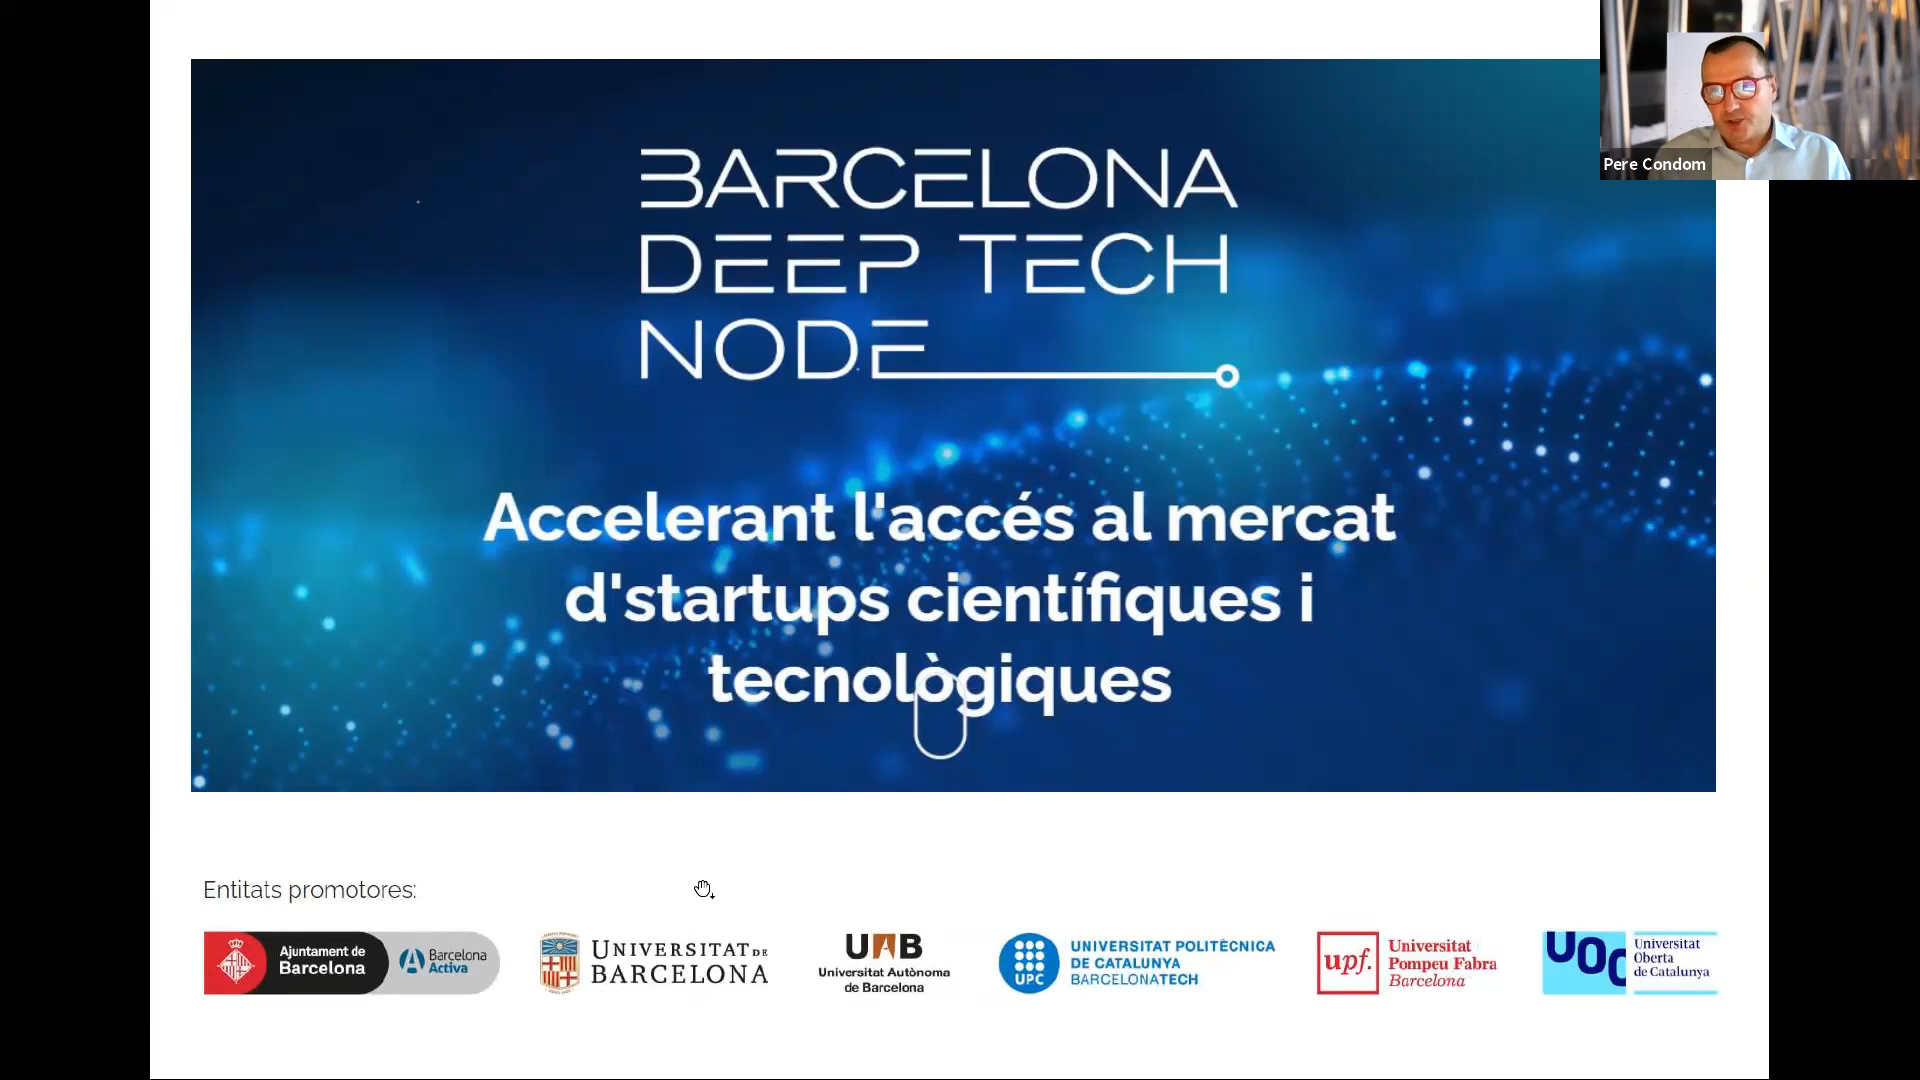 BARCELONA
DEEP TECH
NODE
Pere Condom
Accelerant l'accés al mercat
d'startups científiques i
tecnològiques
Entitats promotores:
Ajuntament de
Barcelona
Barcelona
Activa
UNIVERSITAT DE
BARCELONA
UAB
Universitat Autònoma
de Barcelona
UPC
UNIVERSITAT POLITÈCNICA
DE CATALUNYA
BARCELONATECH
upf.
Universitat
Pompeu Fabra
Barcelona
UOC
Universitat
Oberta
de Catalunya